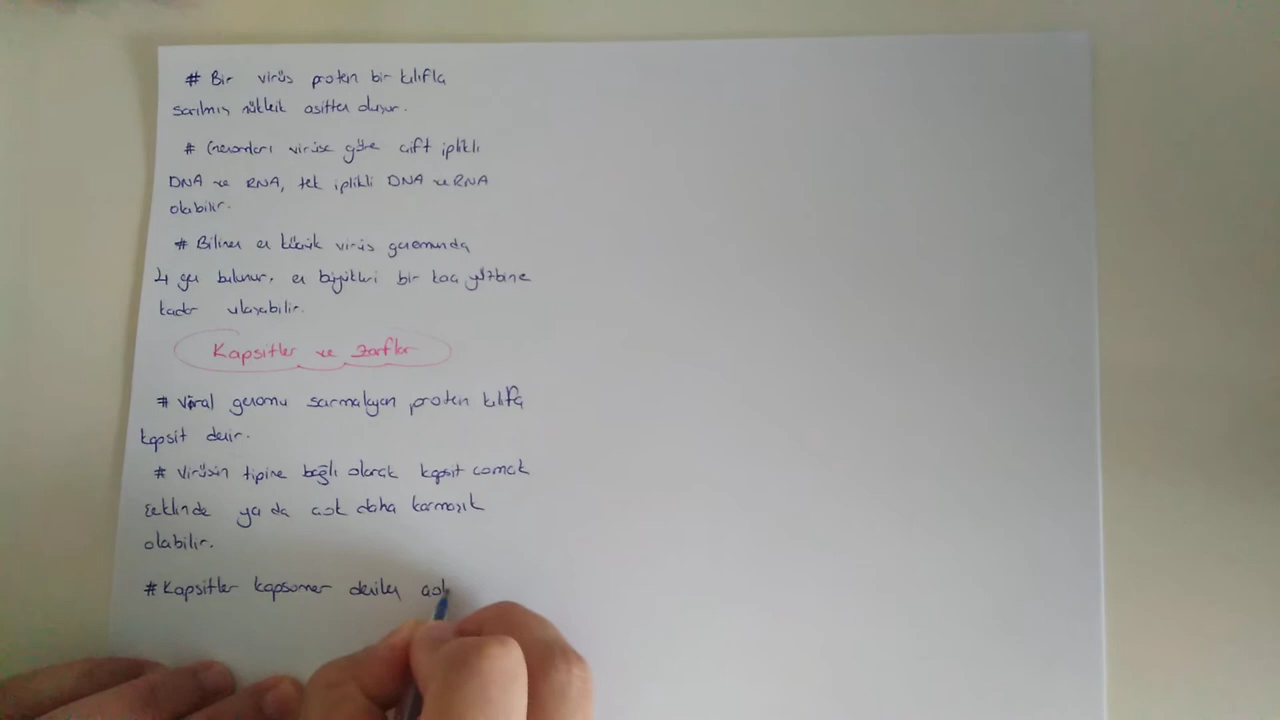 # Bir virüs protein bir kılıfla
sarılmış nükleik asitten oluşur.
# Genomları virüse göre çift iplikli
DNA ve RNA, tek iplikli DNA ve RNA
olabilir.
# Bilinen en küçük virüs genomunda
4 gen bulunur, en büyükleri bir kaç yüzbine
kadar ulaşabilir.
Kapsitler ve zarflar
# Viral genomu sarmalayan protein kılıfa
kapsit denir.
# Virüsün tipine bağlı olarak kapsit comak
şeklinde ya da çok daha karmaşık
olabilir.
# Kapsitler kapsomer denilen çok